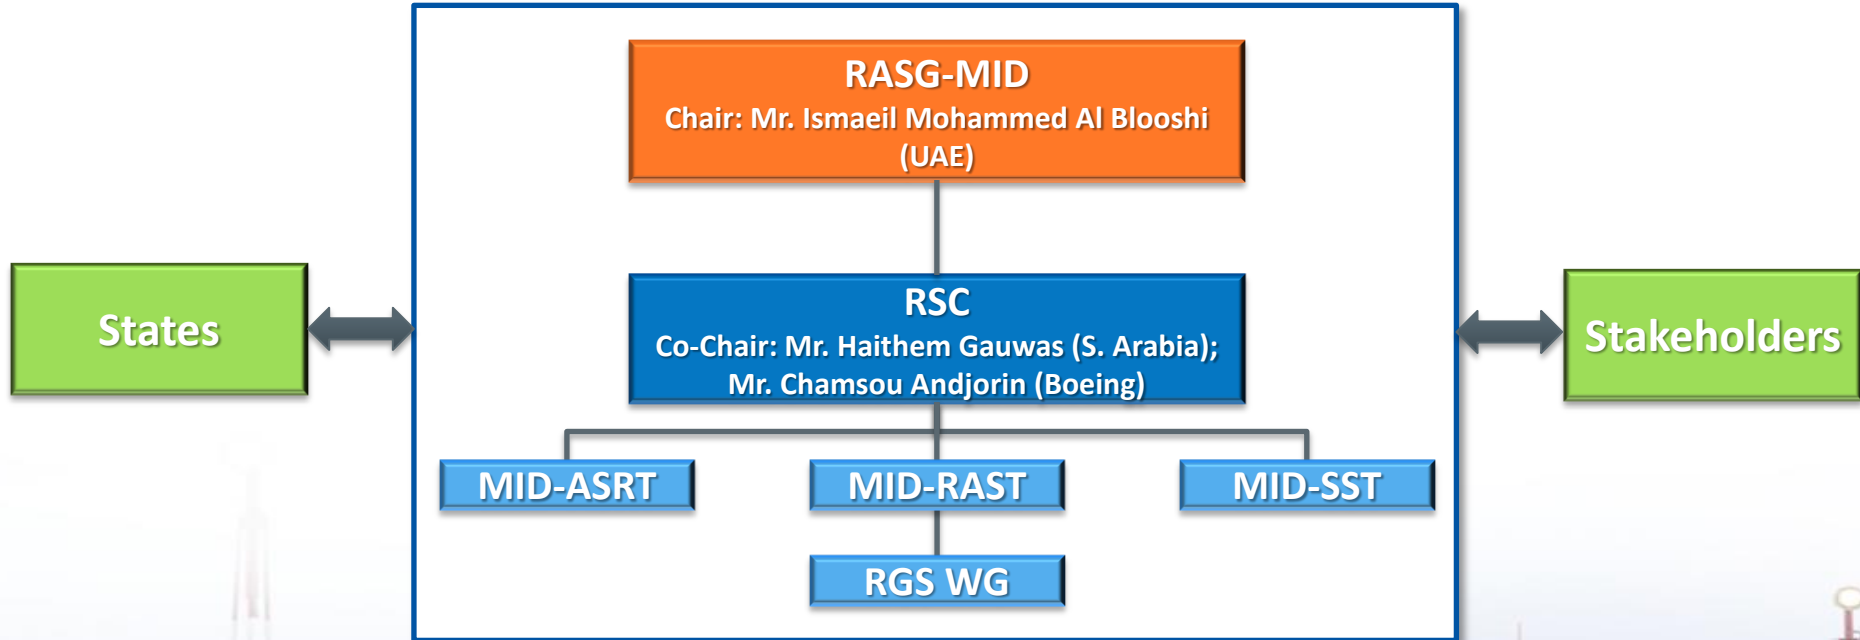 RASG-MID
Chair: Mr. Ismaeil Mohammed Al Blooshi
(UAE)
States
RSC
Co-Chair: Mr. Haithem Gauwas (S. Arabia);
Mr. Chamsou Andjorin (Boeing)
Stakeholders
MID-ASRT
MID-RAST
MID-SST
RGS WG